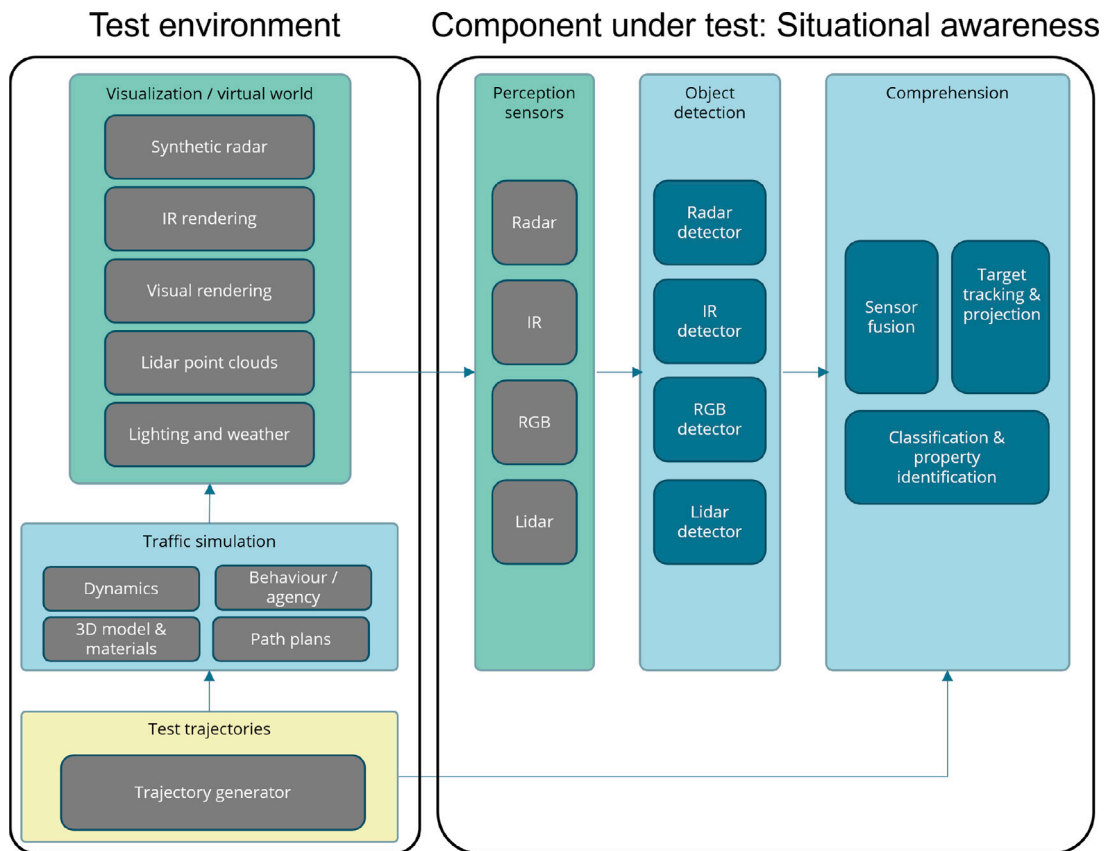 Test environment
Component under test: Situational awareness
Visualization / virtual world
Synthetic radar
IR rendering
Visual rendering
Lidar point clouds
Lighting and weather
Traffic simulation
Dynamics
Behaviour /
agency
3D model &
materials
Path plans
Test trajectories
Trajectory generator
Perception
sensors
Radar
IR
RGB
Lidar
Object
detection
Radar
detector
IR
detector
RGB
detector
Lidar
detector
Comprehension
Sensor
fusion
Target
tracking &
projection
Classification &
property
identification